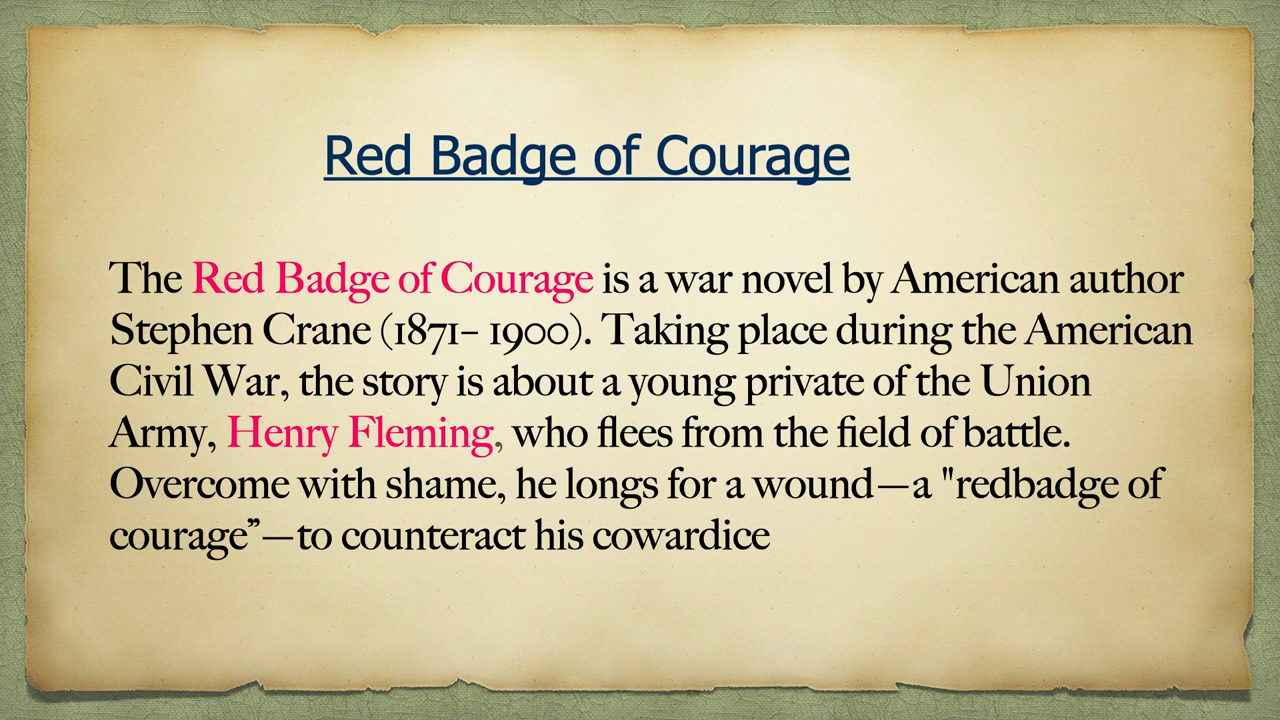 Red Badge of Courage
The Red Badge of Courage is a war novel by American author
Stephen Crane (1871– 1900). Taking place during the American
Civil War, the story is about a young private of the Union
Army, Henry Fleming, who flees from the field of battle.
Overcome with shame, he longs for a wound—a "redbadge of
courage”—to counteract his cowardice